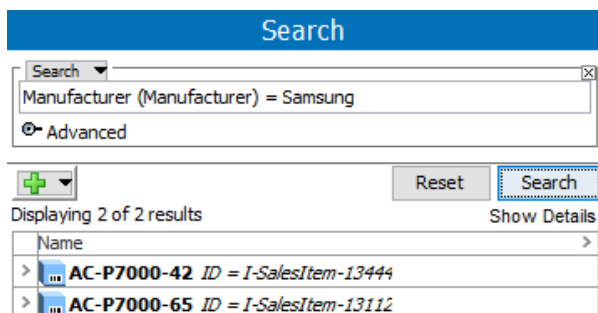 Search
Search
Manufacturer (Manufacturer) = Samsung
Advanced
Reset Search
Displaying 2 of 2 results Show Details
Name
AC-P7000-42 ID = I-SalesItem-13444
AC-P7000-65 ID = I-SalesItem-13112